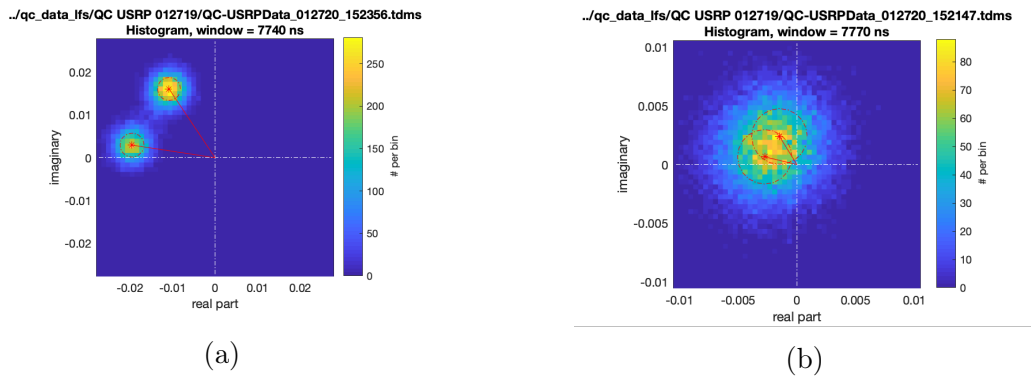 ../qc_data_lfs/QC USRP 012719/QC-USRPData_012720_152356.tdms
Histogram, window = 7740 ns
0.02
0.01
0
-0.01
-0.02
imaginary
-0.02
-0.01
0
0.01
0.02
real part
250
200
150
100
50
0
# per bin
(a)
../qc_data_lfs/QC USRP 012719/QC-USRPData_012720_152147.tdms
Histogram, window = 7770 ns
0.01
0.005
0
-0.005
-0.01
imaginary
-0.01
-0.005
0
0.005
0.01
real part
80
70
60
50
40
30
20
10
0
# per bin
(b)